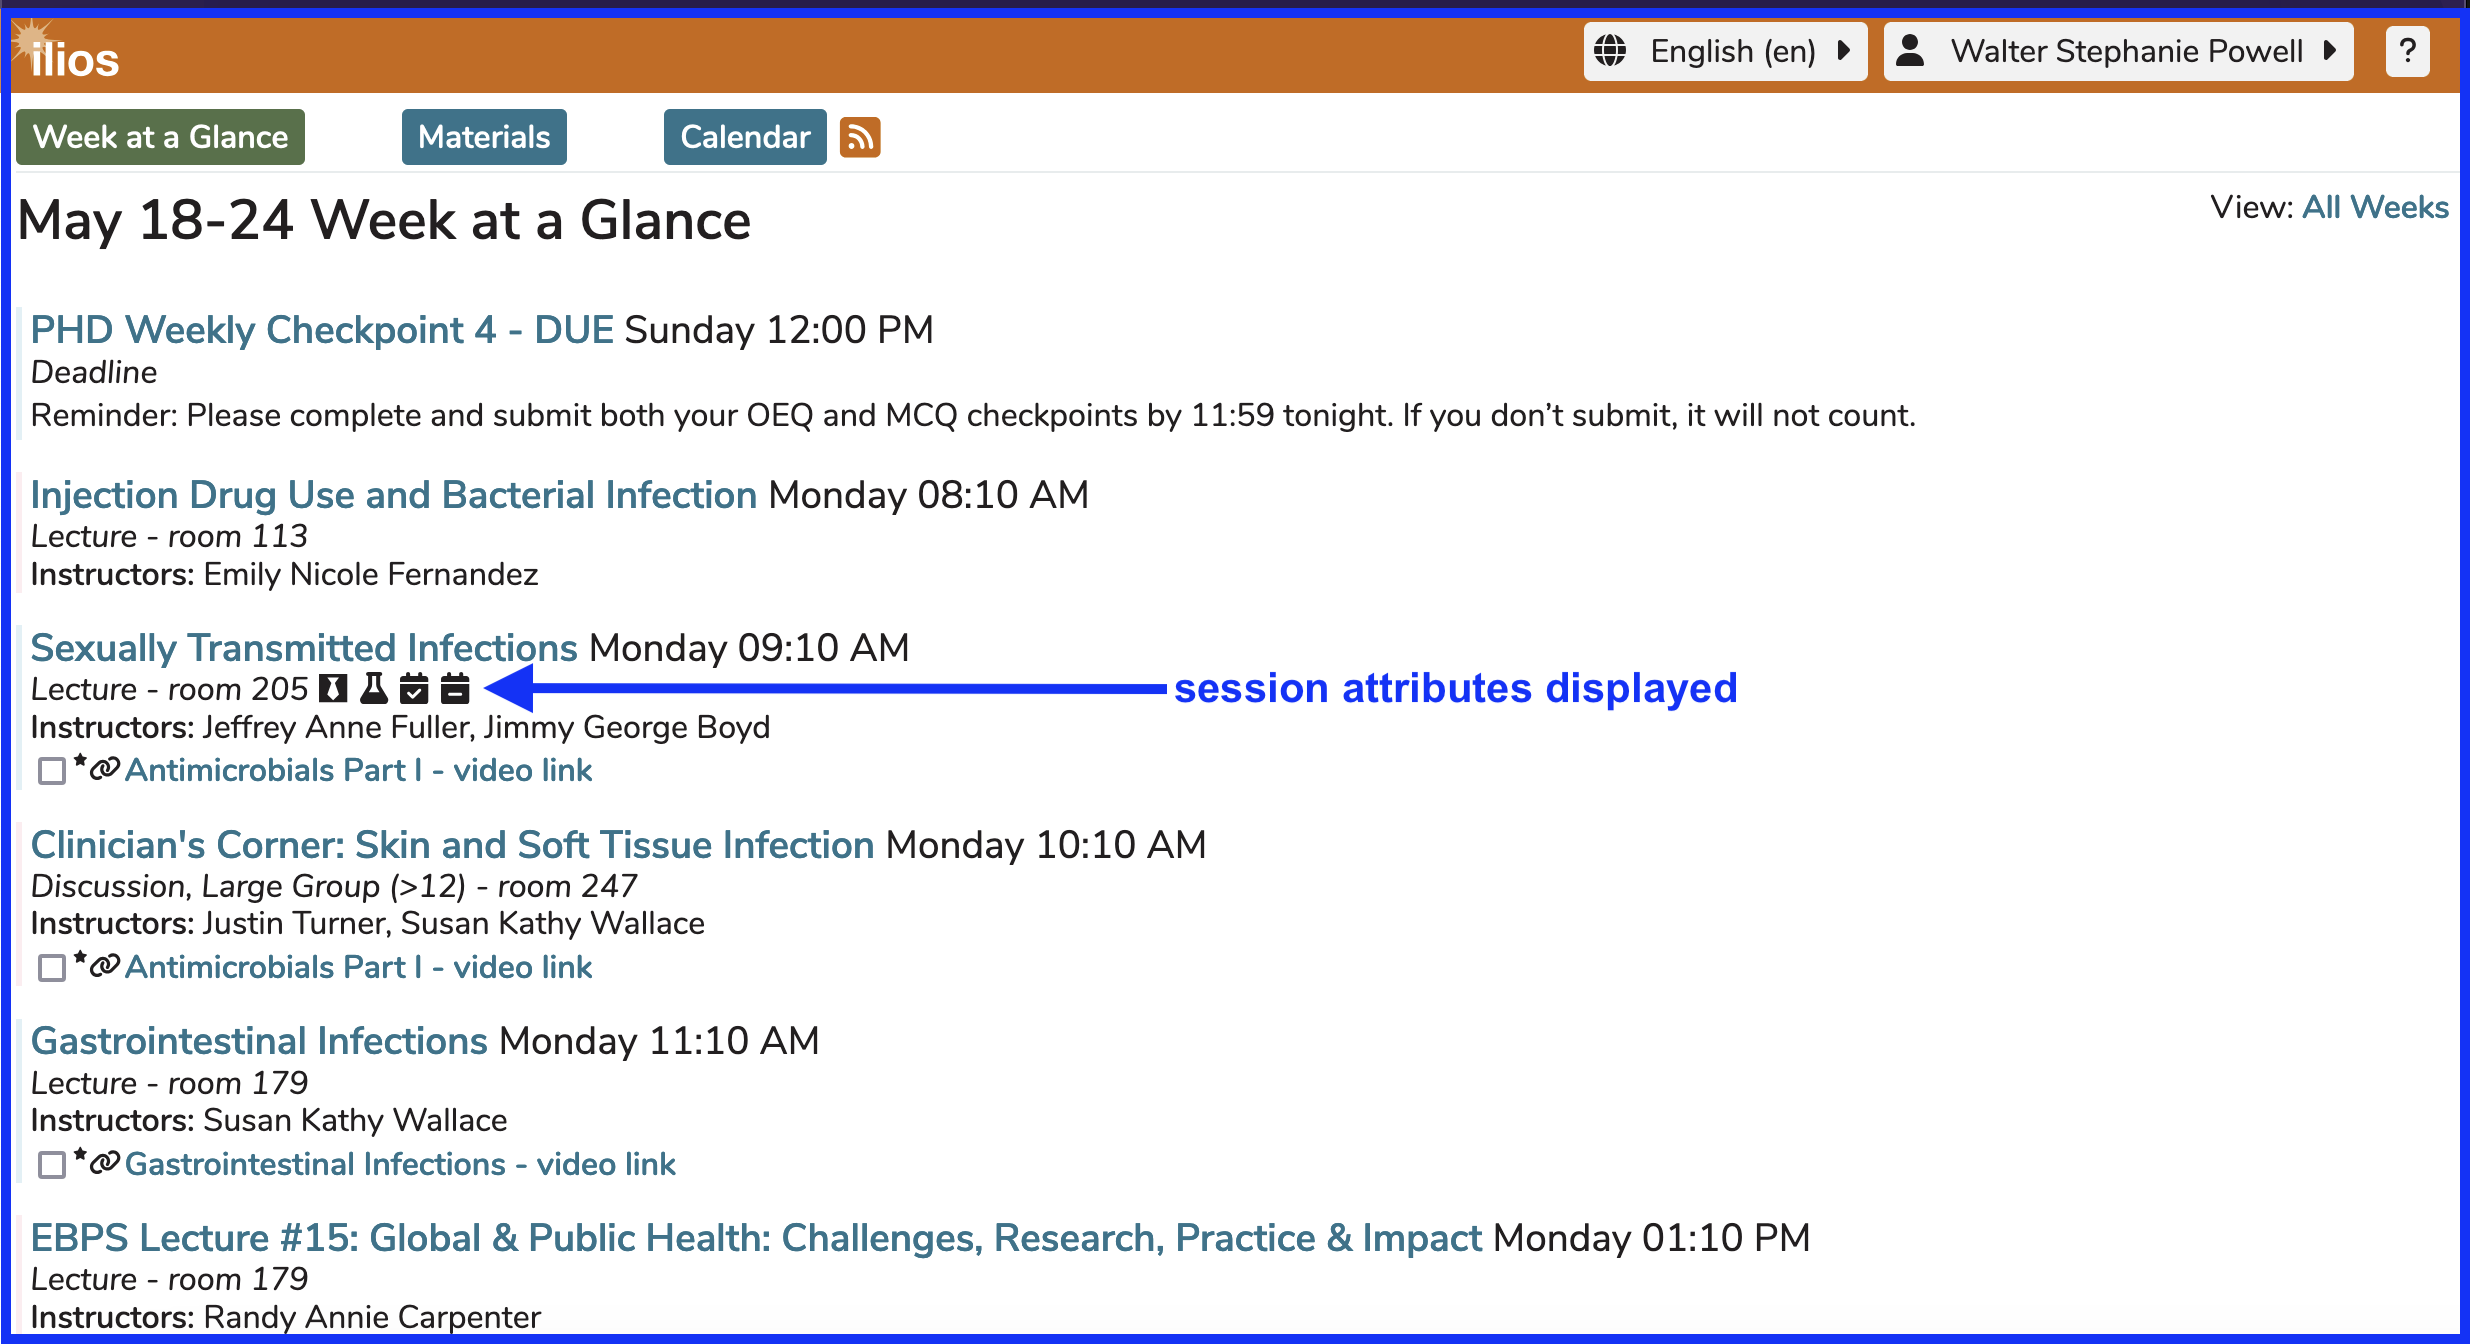 ilios
English (en)
Walter Stephanie Powell
?
Week at a Glance
Materials
Calendar
May 18-24 Week at a Glance
View: All Weeks
PHD Weekly Checkpoint 4 - DUE Sunday 12:00 PM
Deadline
Reminder: Please complete and submit both your OEQ and MCQ checkpoints by 11:59 tonight. If you don’t submit, it will not count.
Injection Drug Use and Bacterial Infection Monday 08:10 AM
Lecture - room 113
Instructors: Emily Nicole Fernandez
Sexually Transmitted Infections Monday 09:10 AM
Lecture - room 205
session attributes displayed
Instructors: Jeffrey Anne Fuller, Jimmy George Boyd
Antimicrobials Part I - video link
Clinician's Corner: Skin and Soft Tissue Infection Monday 10:10 AM
Discussion, Large Group (>12) - room 247
Instructors: Justin Turner, Susan Kathy Wallace
Antimicrobials Part I - video link
Gastrointestinal Infections Monday 11:10 AM
Lecture - room 179
Instructors: Susan Kathy Wallace
Gastrointestinal Infections - video link
EBPS Lecture #15: Global & Public Health: Challenges, Research, Practice & Impact Monday 01:10 PM
Lecture - room 179
Instructors: Randy Annie Carpenter